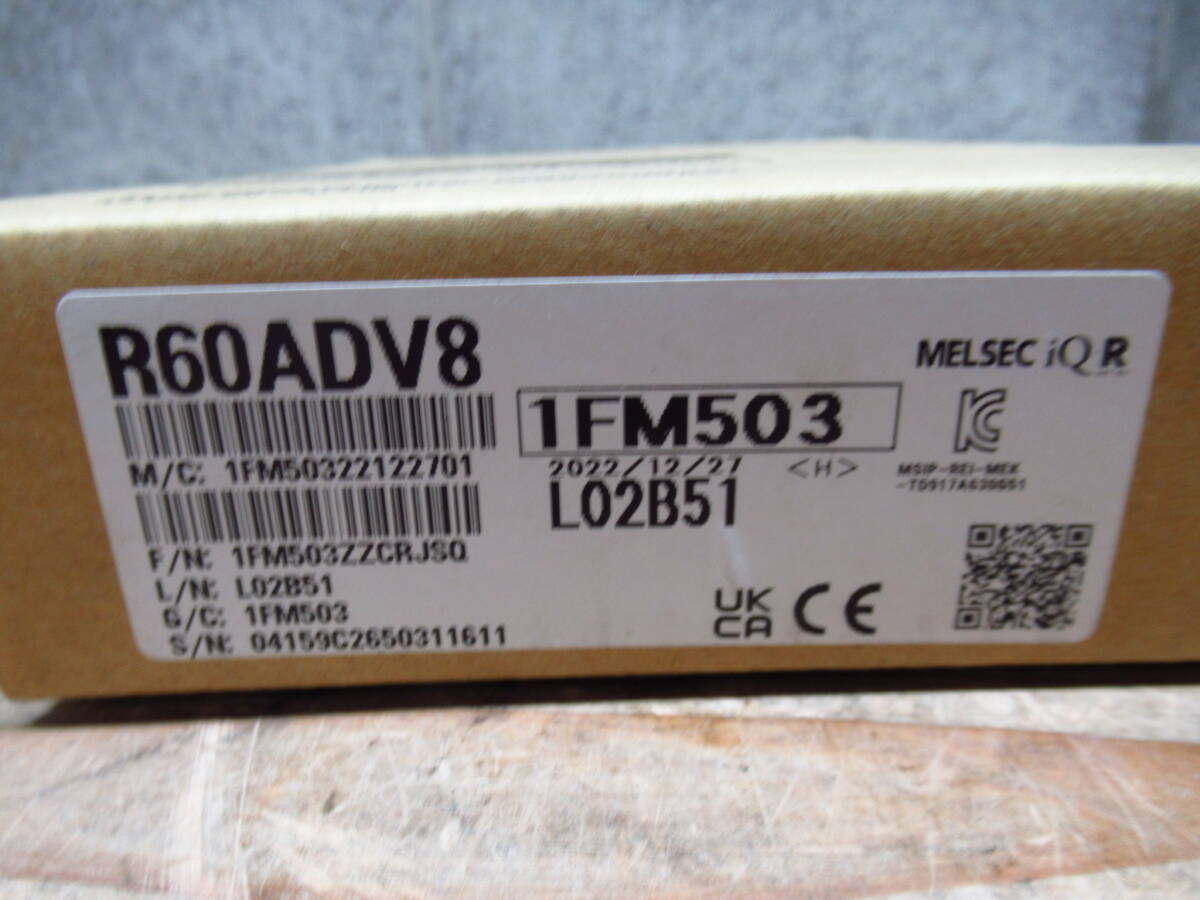 R60ADV8
MELSEC iQ R
1FM503
M/C: 1FM50322122701
2022/12/27 <H>
MSIP-REI-MEK
L02B51
F/N: 1FM503ZZCRJSQ
L/N: L02B51
G/C: 1FM503
S/N: 04159C2650311611
UK
CA CE